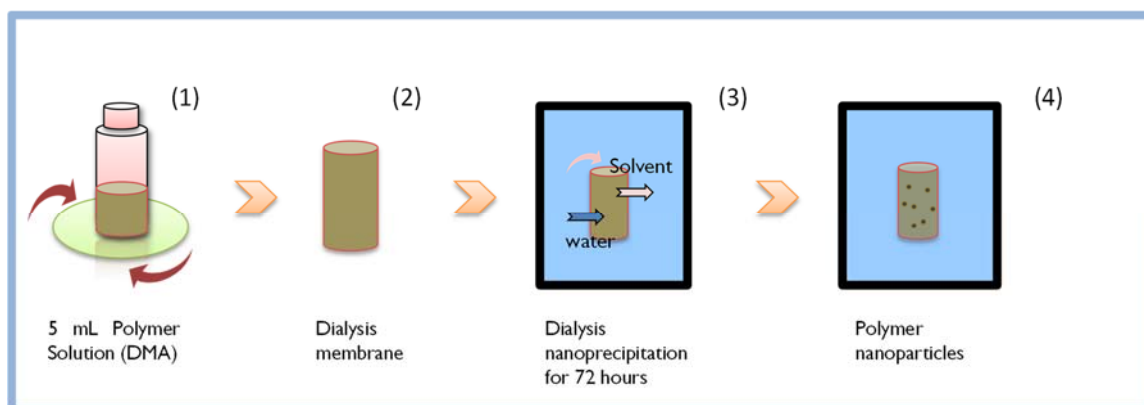 (1)
(2)
(3)
(4)
Solvent
water
5 mL Polymer
Solution (DMA)
Dialysis
membrane
Dialysis
nanoprecipitation
for 72 hours
Polymer
nanoparticles